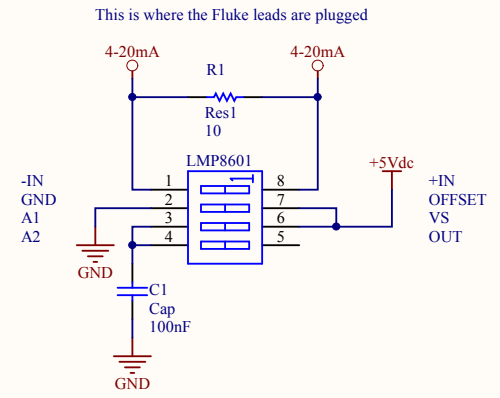 This is where the Fluke leads are plugged
4-20mA
4-20mA
R1
Res1
10
LMP8601
+5Vdc
-IN
1
8
+IN
GND
2
7
OFFSET
A1
3
6
VS
A2
4
5
OUT
1
GND
C1
Cap
100nF
GND